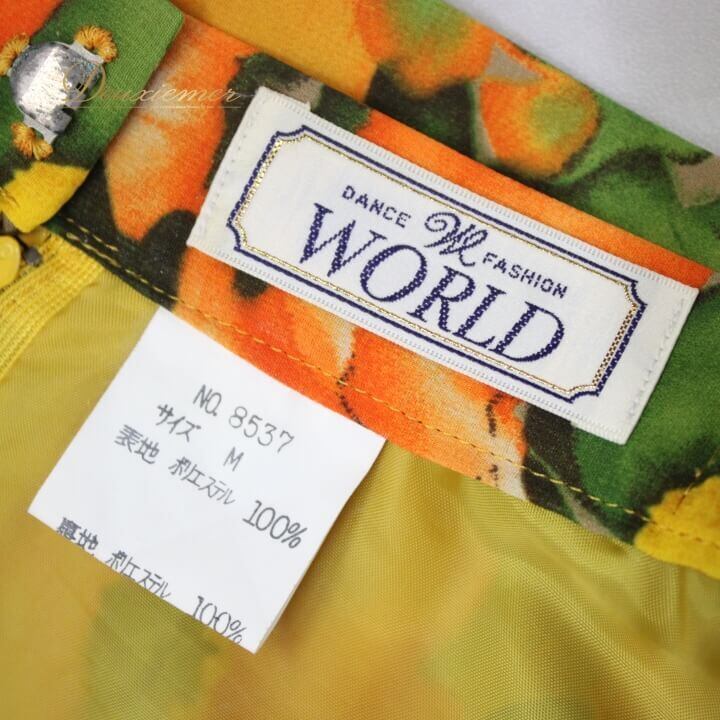 Deuxiemer
DANCE W FASHION
WORLD
NO. 8537
サイズ M
表地 ポリエステル 100%
裏地 ポリエステル 100%